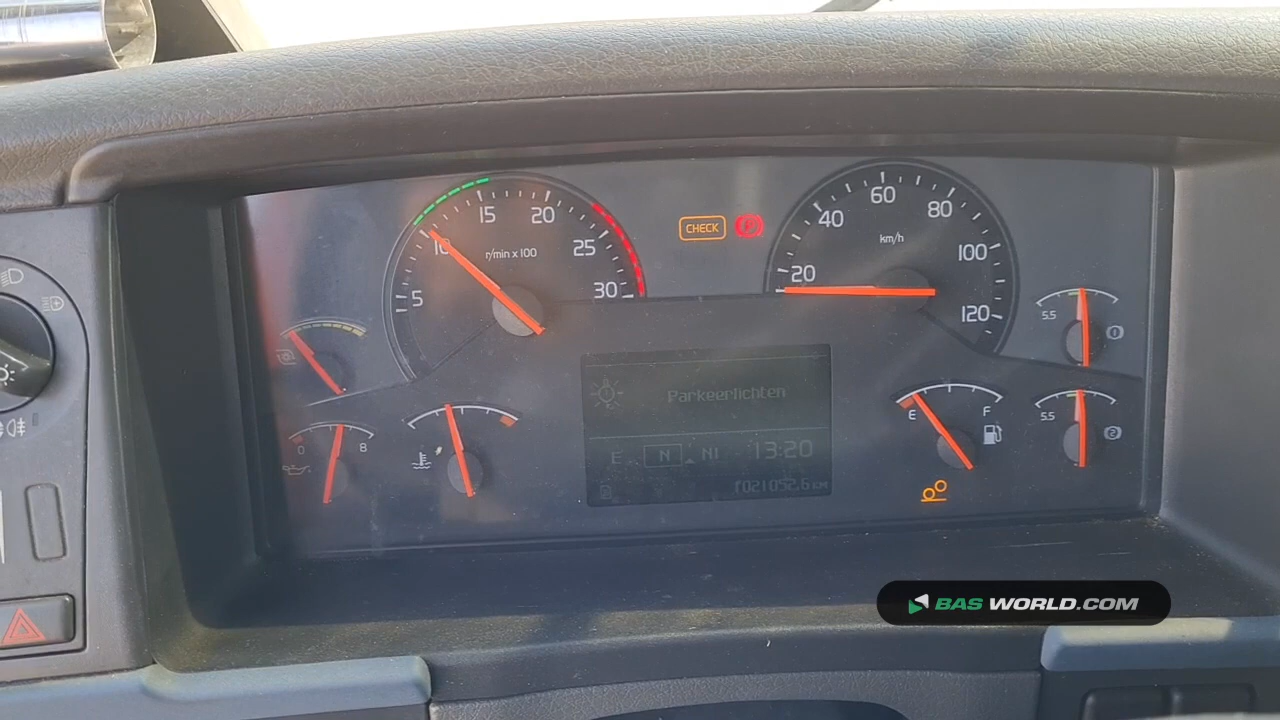 5
10
15
20
25
30
r/min x 100
CHECK
P
20
40
60
80
100
120
km/h
5.5
5.5
0
8
E
F
Parkeerlichten
E N NI 13:20
1021052.6 KM
BAS WORLD.COM